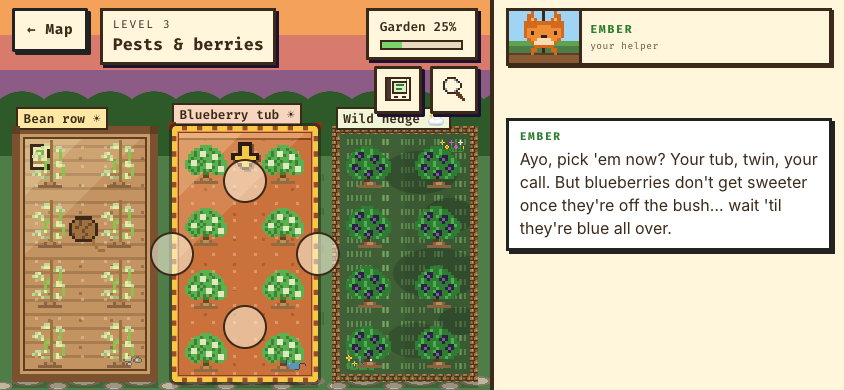 ← Map
LEVEL 3
Pests & berries
Garden 25%
Bean row ☀
Blueberry tub ☀
Wild hedge
EMBER
your helper
EMBER
Ayo, pick 'em now? Your tub, twin, your
call. But blueberries don't get sweeter
once they're off the bush... wait 'til
they're blue all over.